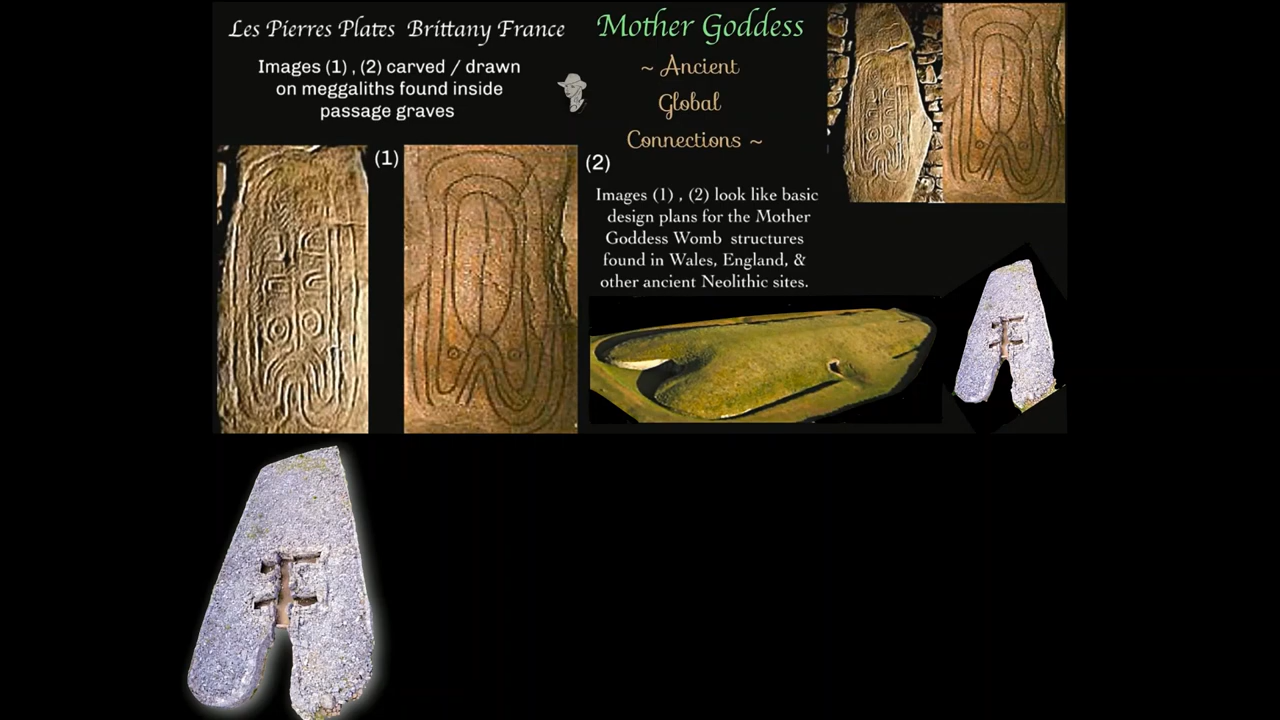 Les Pierres Plates Brittany France
Images (1) , (2) carved / drawn
on meggaliths found inside
passage graves
(1)
Mother Goddess
~ Ancient
Global
Connections ~
(2)
Images (1) , (2) look like basic
design plans for the Mother
Goddess Womb structures
found in Wales, England, &
other ancient Neolithic sites.